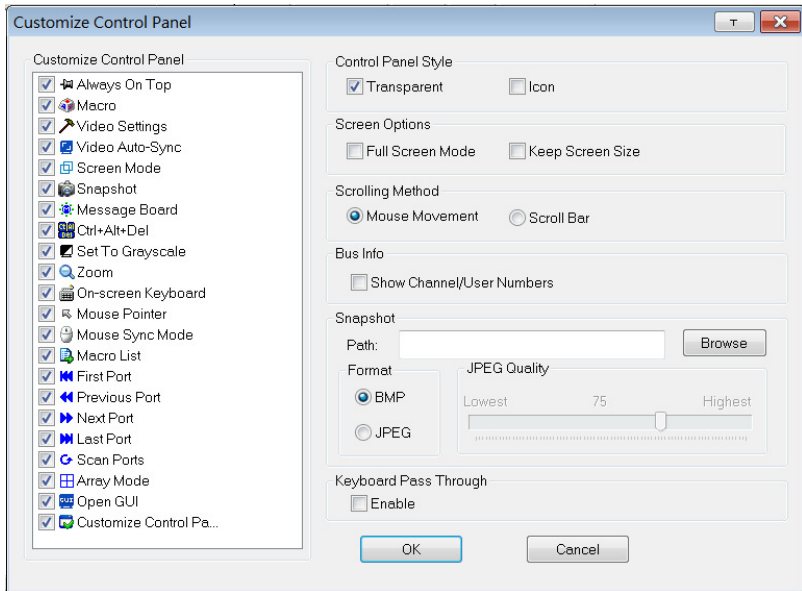 Customize Control Panel
T
Customize Control Panel
Always On Top
Macro
Video Settings
Video Auto-Sync
Screen Mode
Snapshot
Message Board
Ctrl+Alt+Del
Set To Grayscale
Zoom
On-screen Keyboard
Mouse Pointer
Mouse Sync Mode
Macro List
First Port
Previous Port
Next Port
Last Port
Scan Ports
Array Mode
Open GUI
Customize Control Pa...
Control Panel Style
Transparent Icon
Screen Options
Full Screen Mode Keep Screen Size
Scrolling Method
Mouse Movement Scroll Bar
Bus Info
Show Channel/User Numbers
Snapshot
Path: Browse
Format
BMP
JPEG
JPEG Quality
Lowest 75 Highest
Keyboard Pass Through
Enable
OK Cancel